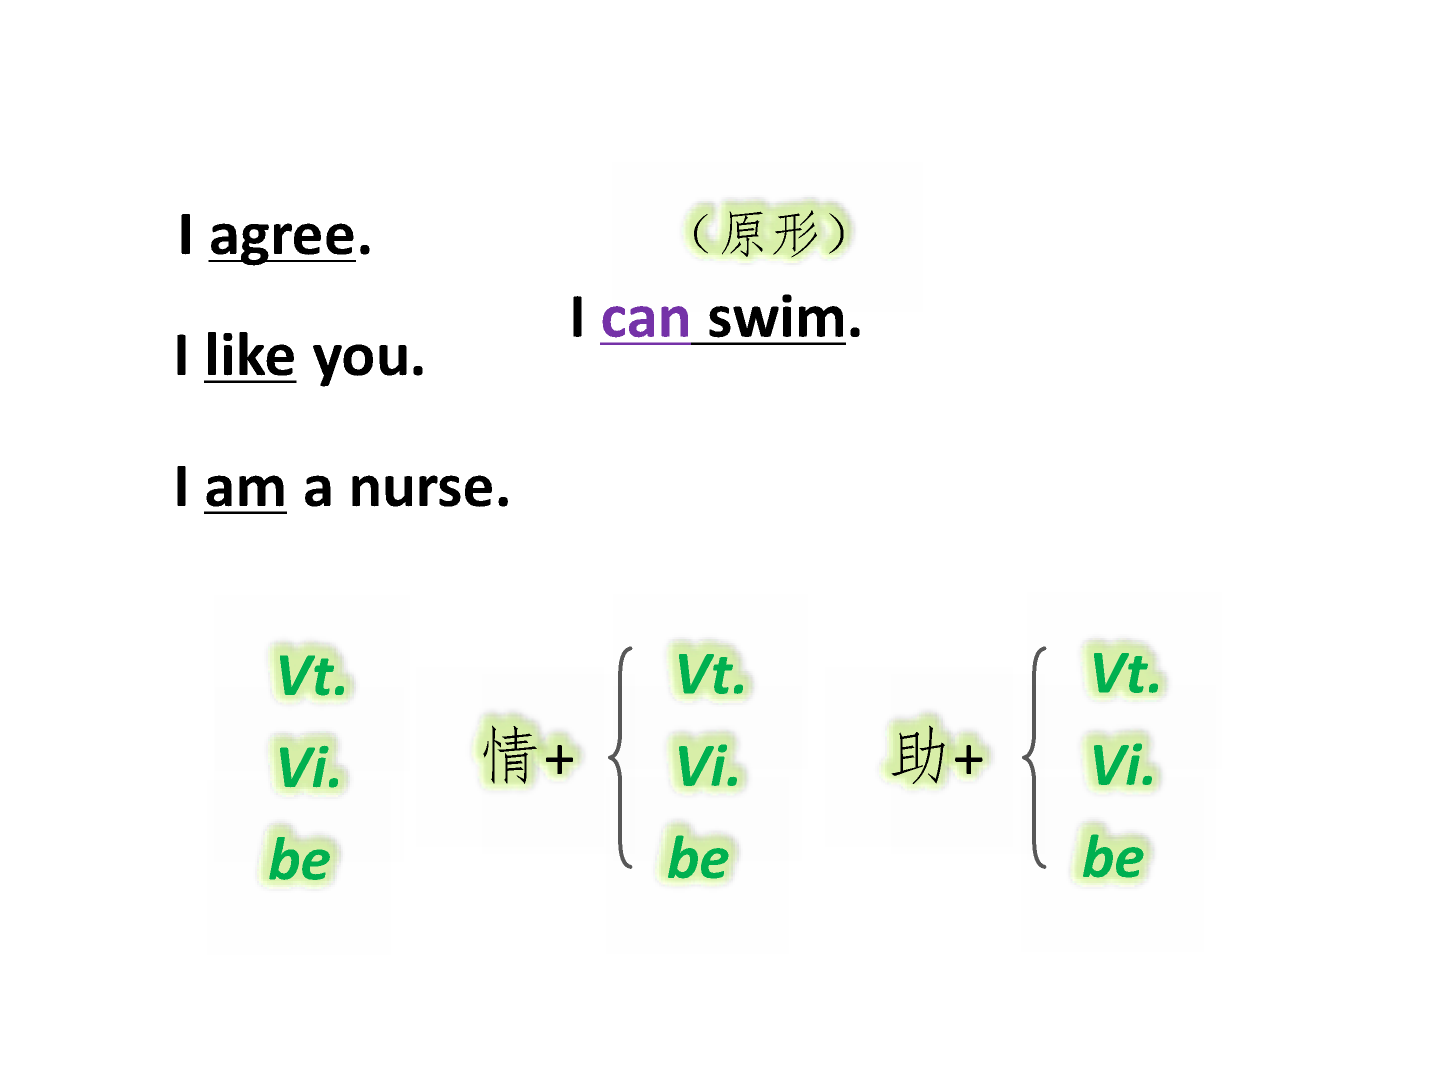 I agree.
（原形）
I can swim.
I like you.
I am a nurse.
Vt.
Vi.
be
情+
Vt.
Vi.
be
助+
Vt.
Vi.
be